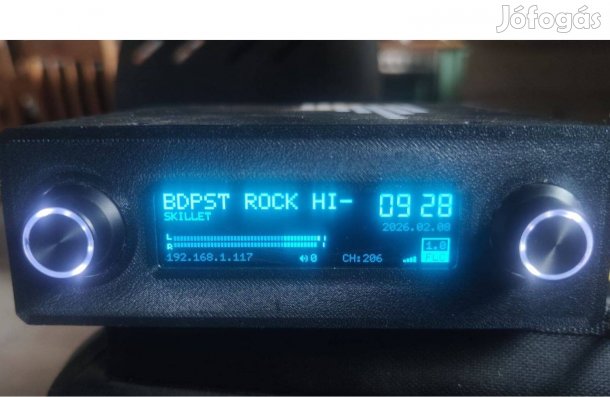 Jófogás
BDPST ROCK HI- 09 28
SKILLET 2026.02.08
L
R
192.168.1.117 0 CH:206 1.0
FLC